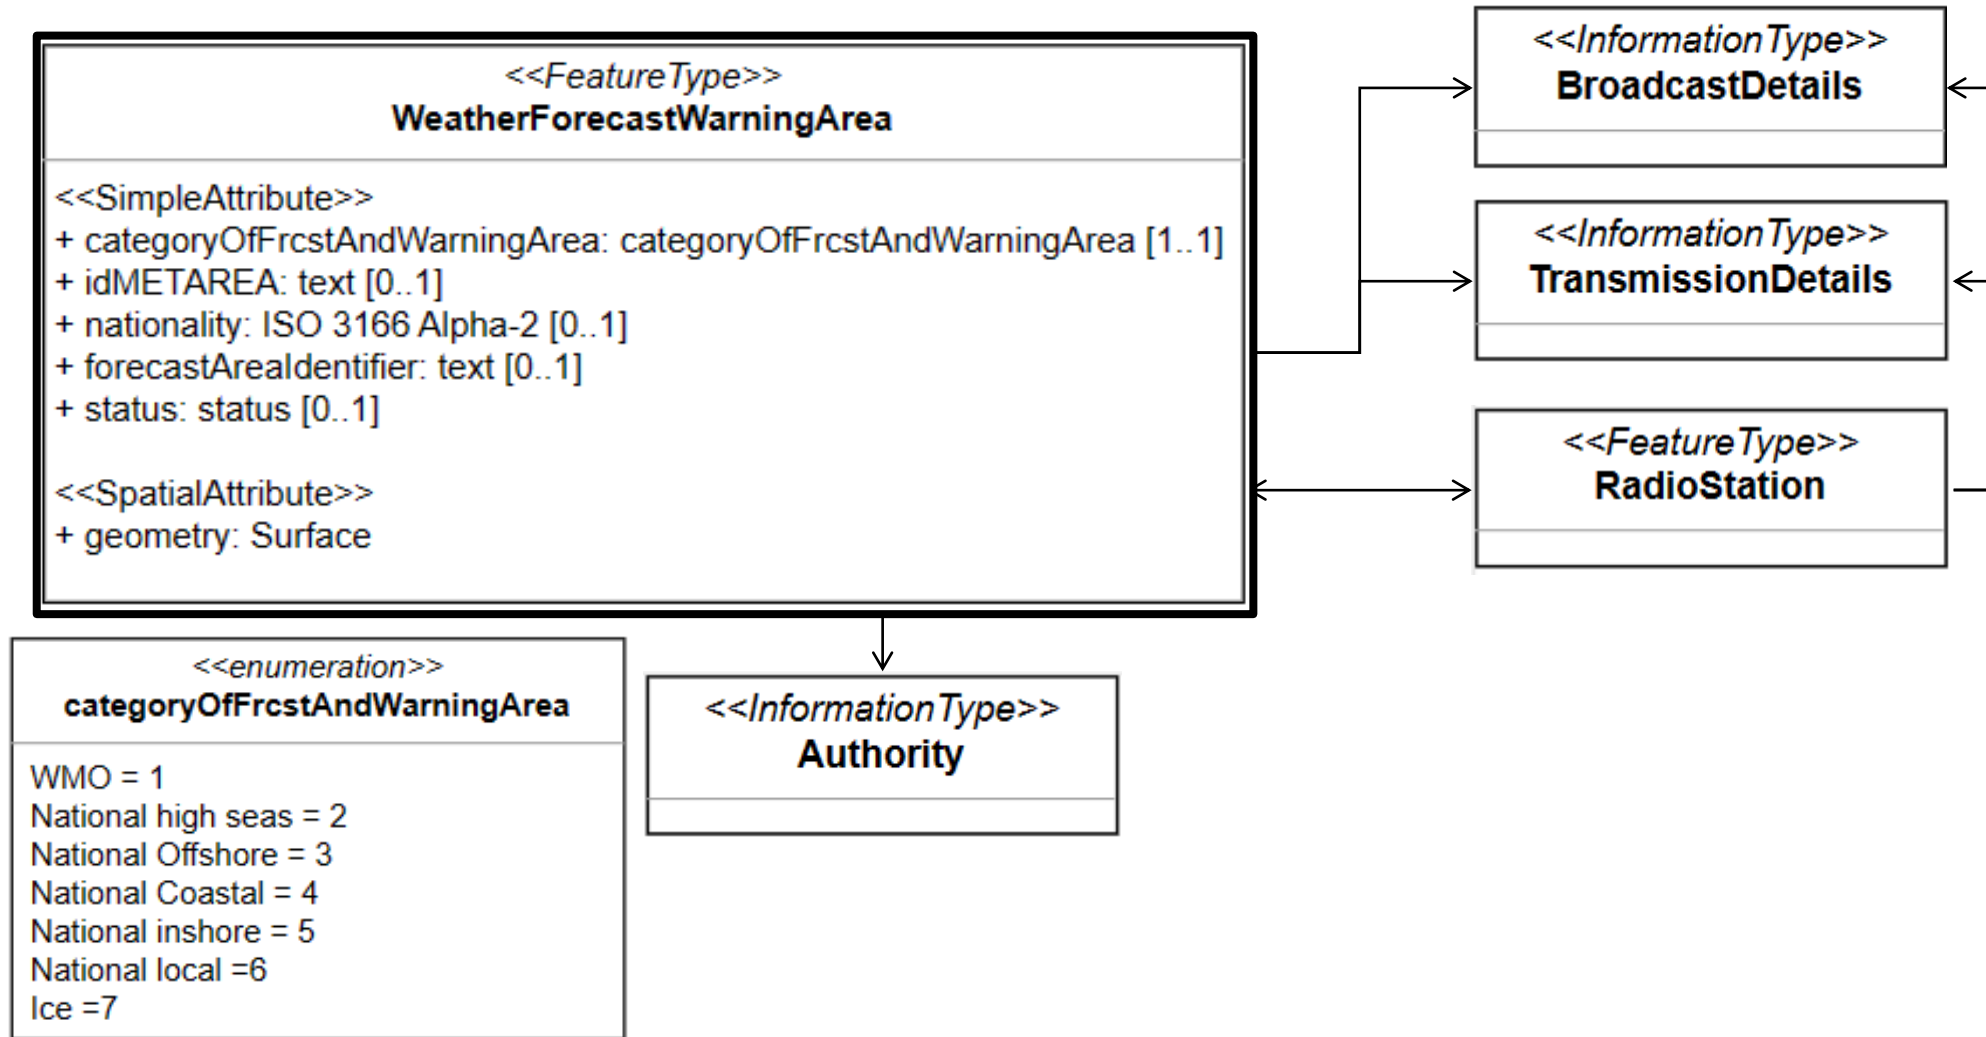 <<FeatureType>>
WeatherForecastWarningArea
<<SimpleAttribute>>
+ categoryOfFrcstAndWarningArea: categoryOfFrcstAndWarningArea [1..1]
+ idMETAREA: text [0..1]
+ nationality: ISO 3166 Alpha-2 [0..1]
+ forecastAreaIdentifier: text [0..1]
+ status: status [0..1]
<<SpatialAttribute>>
+ geometry: Surface
<<InformationType>>
BroadcastDetails
<<InformationType>>
TransmissionDetails
<<FeatureType>>
RadioStation
<<enumeration>>
categoryOfFrcstAndWarningArea
WMO = 1
National high seas = 2
National Offshore = 3
National Coastal = 4
National inshore = 5
National local =6
Ice =7
<<InformationType>>
Authority